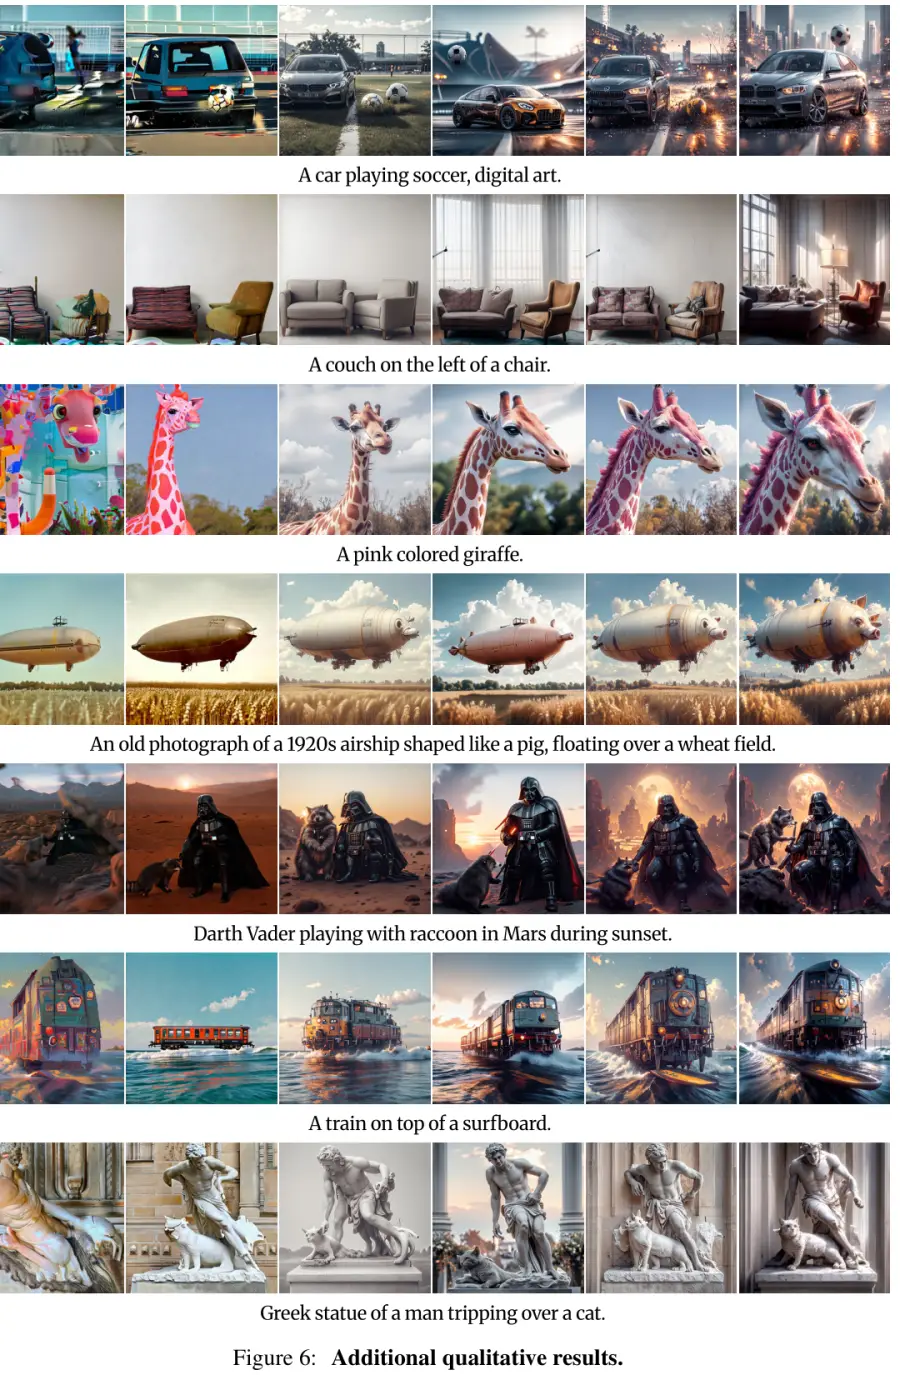 A car playing soccer, digital art.
A couch on the left of a chair.
A pink colored giraffe.
An old photograph of a 1920s airship shaped like a pig, floating over a wheat field.
Darth Vader playing with raccoon in Mars during sunset.
A train on top of a surfboard.
Greek statue of a man tripping over a cat.
Figure 6: Additional qualitative results.